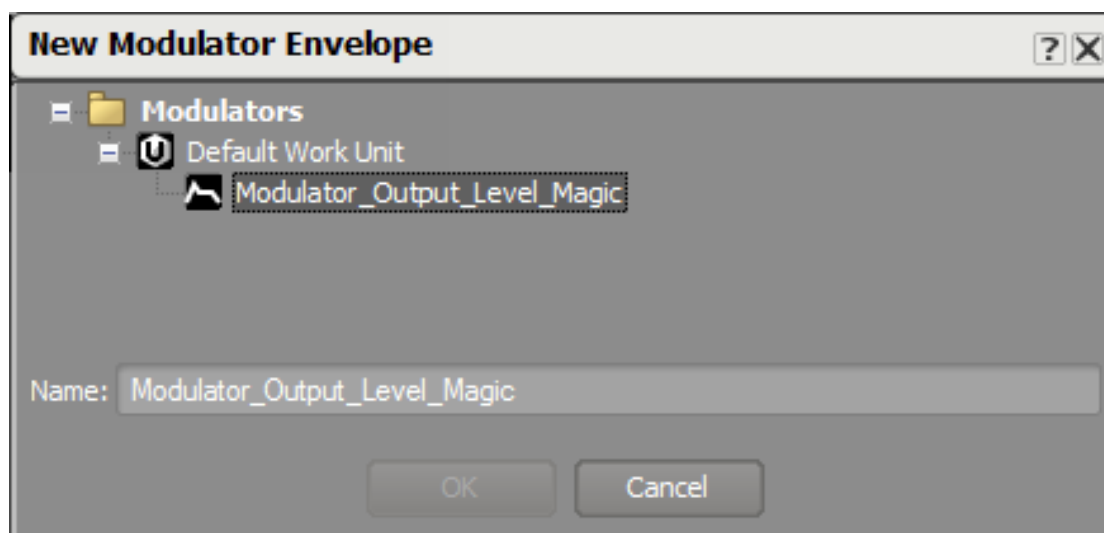 New Modulator Envelope
Modulators
Default Work Unit
Modulator_Output_Level_Magic
Name: Modulator_Output_Level_Magic
OK Cancel